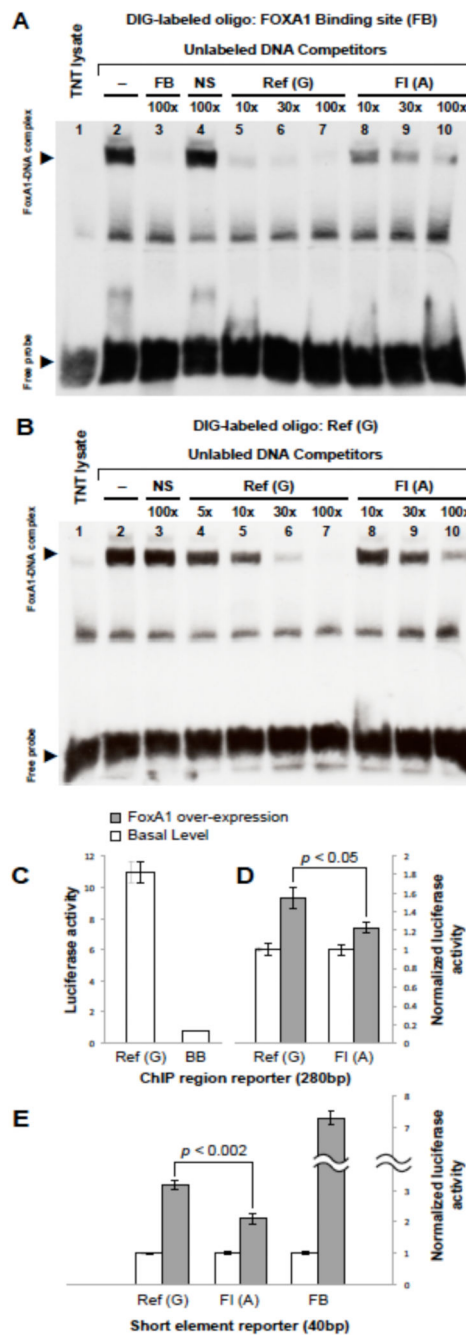 A
DIG-labeled oligo: FOXA1 Binding site (FB)
Unlabeled DNA Competitors
TNT lysate
– FB NS Ref (G) FI (A)
100x 100x 10x 30x 100x 10x 30x 100x
1 2 3 4 5 6 7 8 9 10
FoxA1-DNA complex
Free probe
B
DIG-labeled oligo: Ref (G)
Unlabled DNA Competitors
TNT lysate
– NS Ref (G) FI (A)
100x 5x 10x 30x 100x 10x 30x 100x
1 2 3 4 5 6 7 8 9 10
FoxA1-DNA complex
Free probe
FoxA1 over-expression
Basal Level
C
Luciferase activity
12
10
8
6
4
2
0
Ref (G) BB
D
p < 0.05
2
1.8
1.6
1.4
1.2
1
0.8
0.6
0.4
0.2
0
Normalized luciferase activity
Ref (G) FI (A)
ChIP region reporter (280bp)
E
p < 0.002
8
7
3
2
1
0
Normalized luciferase activity
Ref (G) FI (A) FB
Short element reporter (40bp)